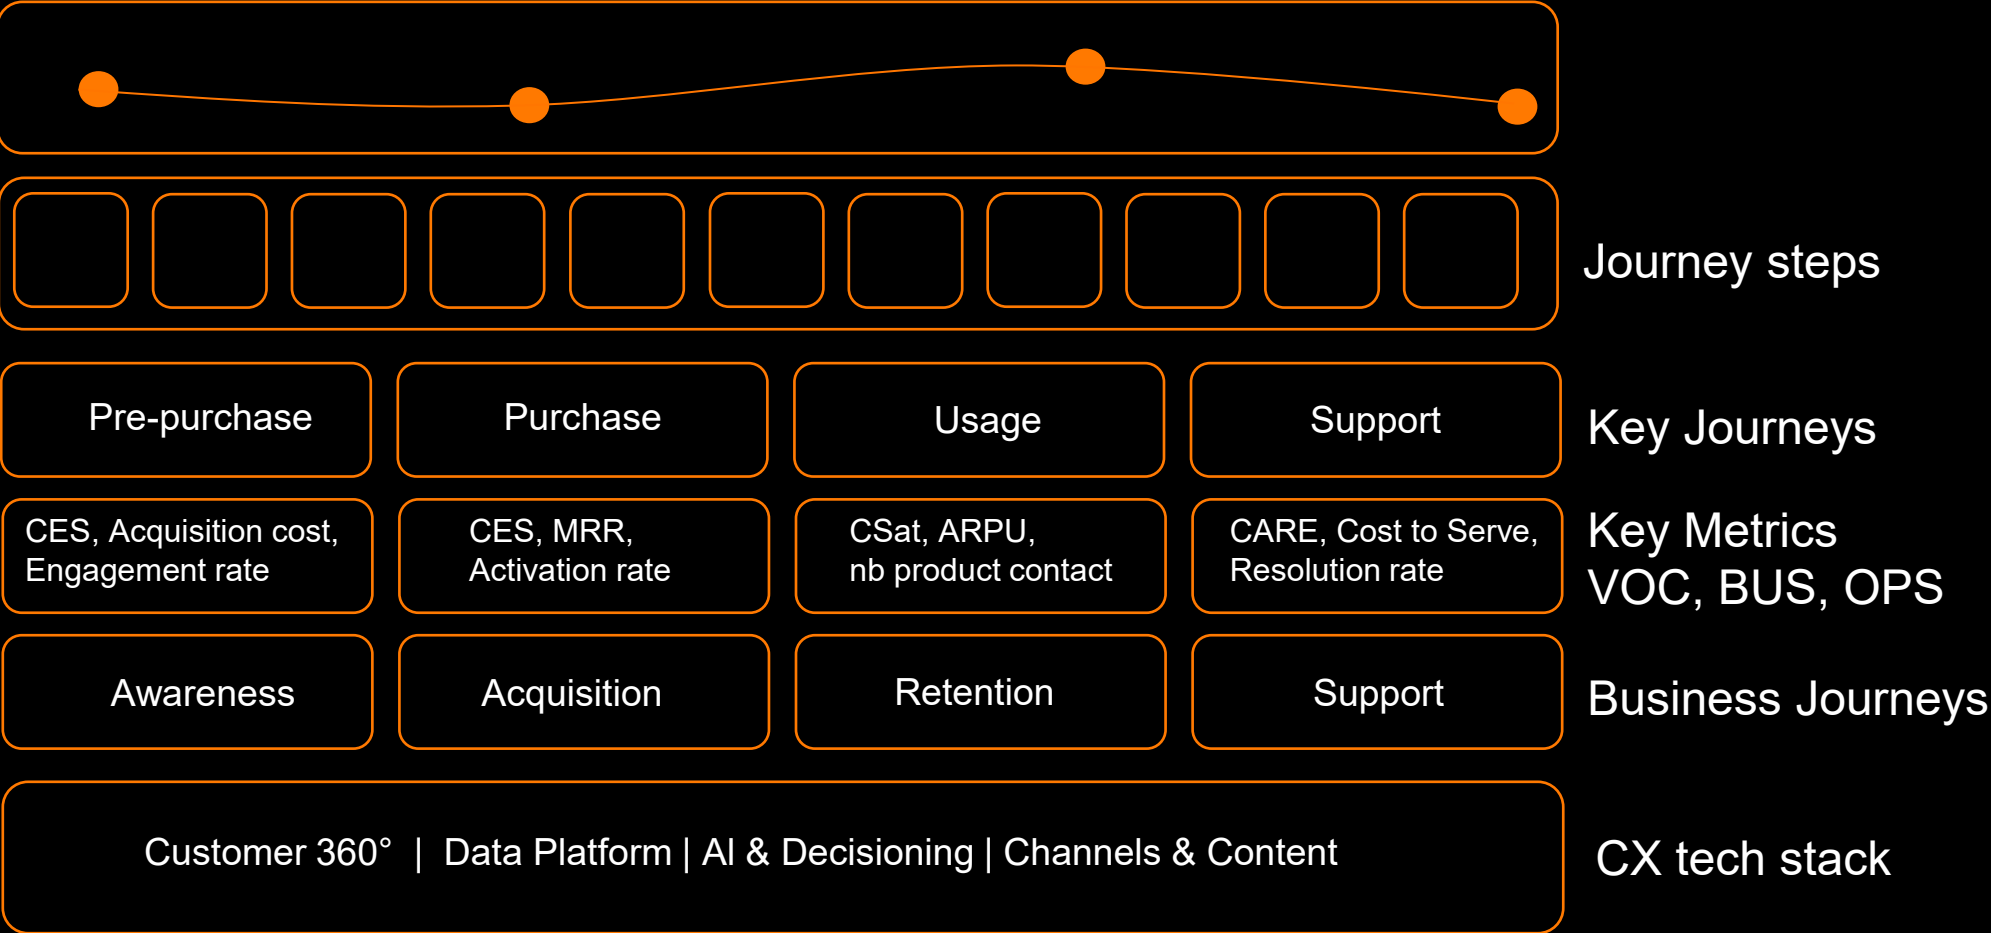 Journey steps
Pre-purchase
Purchase
Usage
Support
Key Journeys
CES, Acquisition cost,
Engagement rate
CES, MRR,
Activation rate
CSat, ARPU,
nb product contact
CARE, Cost to Serve,
Resolution rate
Key Metrics
VOC, BUS, OPS
Awareness
Acquisition
Retention
Support
Business Journeys
Customer 360° | Data Platform | AI & Decisioning | Channels & Content
CX tech stack